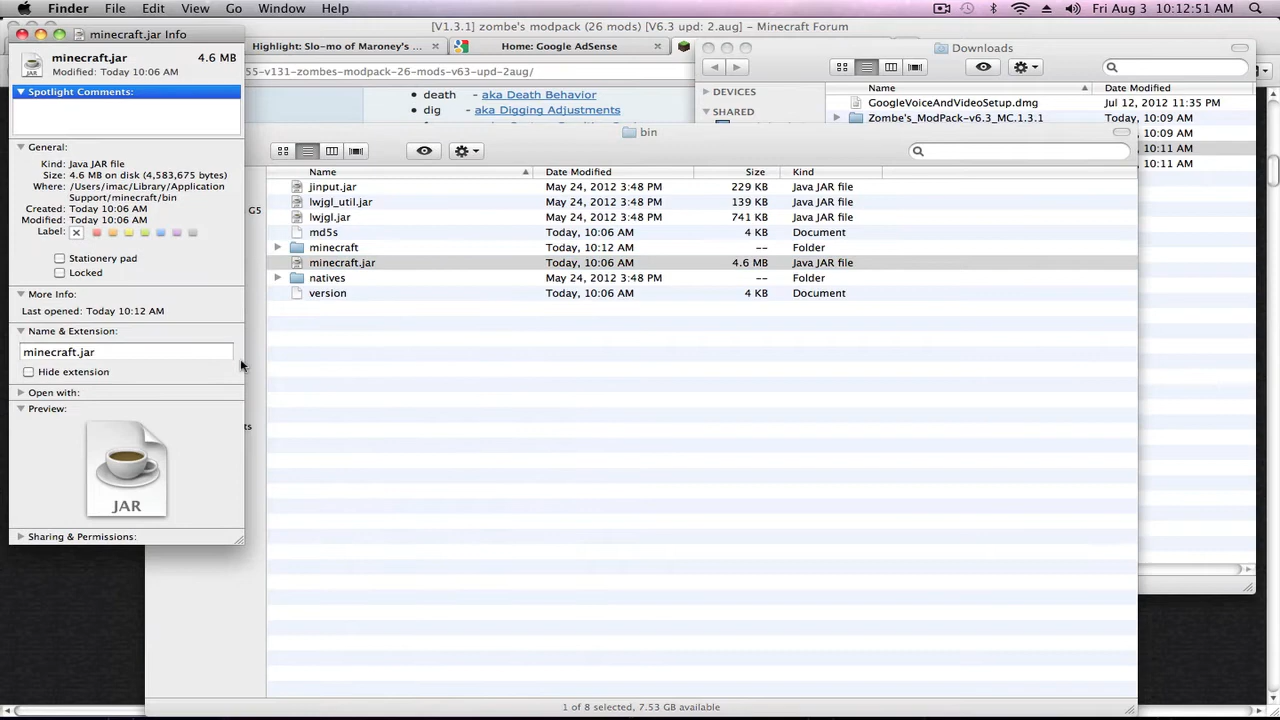 Finder File Edit View Go Window Help Fri Aug 3 10:12:51 AM
[V1.3.1] zombe's modpack (26 mods) [V6.3 upd: 2.aug] - Minecraft Forum
minecraft.jar Info
Highlight: Slo-mo of Maroney's ...
Home: Google AdSense
55-v131-zombes-modpack-26-mods-v63-upd-2aug/
death - aka Death Behavior
dig - aka Digging Adjustments
minecraft.jar 4.6 MB
Modified: Today 10:06 AM
Spotlight Comments:
General:
Kind: Java JAR file
Size: 4.6 MB on disk (4,583,675 bytes)
Where: /Users/imac/Library/Application
Support/minecraft/bin
Created: Today 10:06 AM
Modified: Today 10:06 AM
Label:
Stationery pad
Locked
More Info:
Last opened: Today 10:12 AM
Name & Extension:
minecraft.jar
Hide extension
Open with:
Preview:
JAR
Sharing & Permissions:
G5
ts
Downloads
DEVICES
SHARED
Name Date Modified
GoogleVoiceAndVideoSetup.dmg Jul 12, 2012 11:35 PM
Zombe's_ModPack-v6.3_MC.1.3.1 Today, 10:09 AM
10:09 AM
10:11 AM
10:11 AM
bin
Name Date Modified Size Kind
jinput.jar May 24, 2012 3:48 PM 229 KB Java JAR file
lwjgl_util.jar May 24, 2012 3:48 PM 139 KB Java JAR file
lwjgl.jar May 24, 2012 3:48 PM 741 KB Java JAR file
md5s Today, 10:06 AM 4 KB Document
minecraft Today, 10:12 AM -- Folder
minecraft.jar Today, 10:06 AM 4.6 MB Java JAR file
natives May 24, 2012 3:48 PM -- Folder
version Today, 10:06 AM 4 KB Document
1 of 8 selected, 7.53 GB available